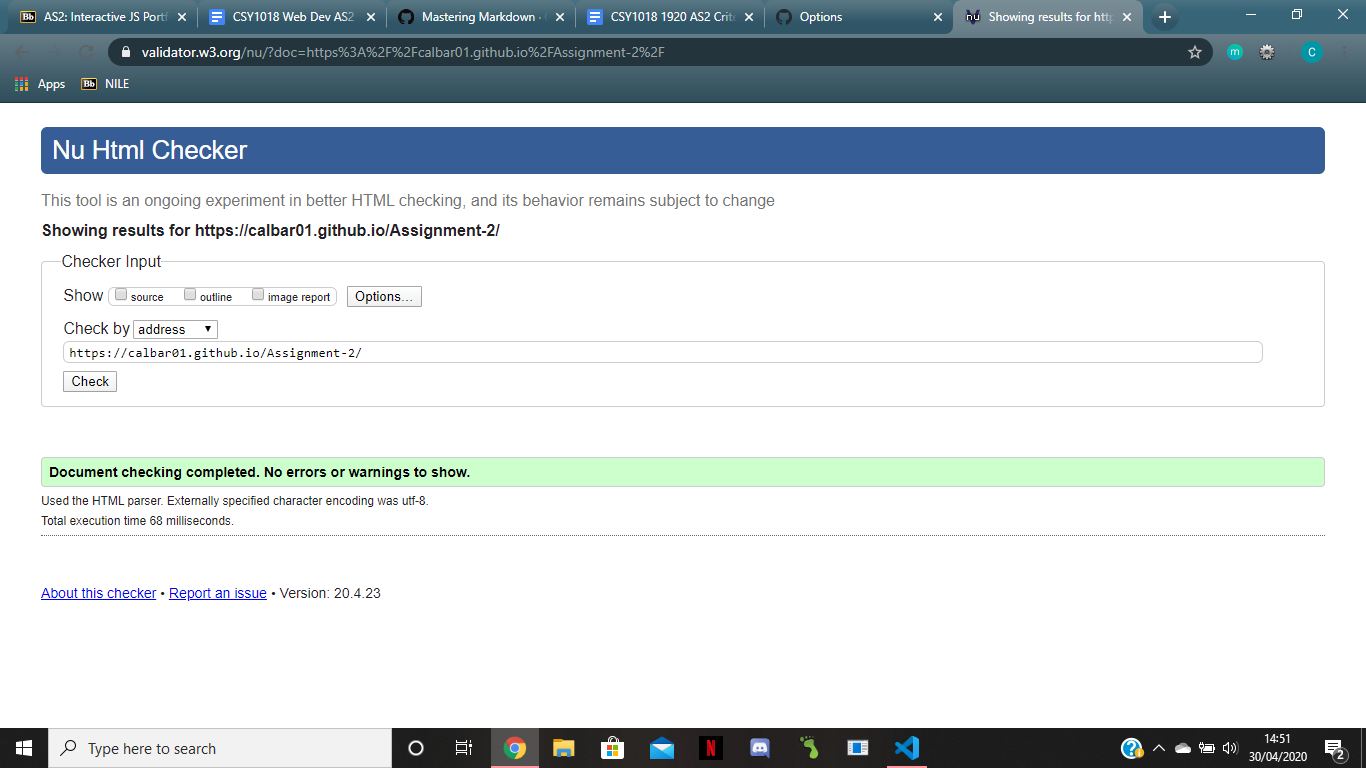 Bb AS2: Interactive JS Port
CSY1018 Web Dev AS2
Mastering Markdown ·
CSY1018 1920 AS2 Crite
Options
Showing results for http
validator.w3.org/nu/?doc=https%3A%2F%2Fcalbar01.github.io%2FAssignment-2%2F
m
C
Apps
Bb NILE
Nu Html Checker
This tool is an ongoing experiment in better HTML checking, and its behavior remains subject to change
Showing results for https://calbar01.github.io/Assignment-2/
Checker Input
Show source outline image report Options...
Check by address
https://calbar01.github.io/Assignment-2/
Check
Document checking completed. No errors or warnings to show.
Used the HTML parser. Externally specified character encoding was utf-8.
Total execution time 68 milliseconds.
About this checker • Report an issue • Version: 20.4.23
Type here to search
N
14:51
30/04/2020
2